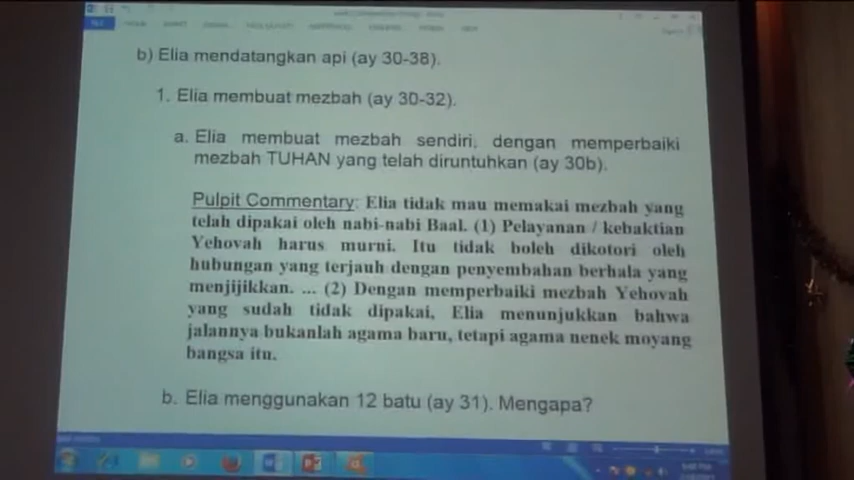 b) Elia mendatangkan api (ay 30-38).
1. Elia membuat mezbah (ay 30-32).
a. Elia membuat mezbah sendiri, dengan memperbaiki
mezbah TUHAN yang telah diruntuhkan (ay 30b).
Pulpit Commentary: Elia tidak mau memakai mezbah yang
telah dipakai oleh nabi-nabi Baal. (1) Pelayanan / kebaktian
Yehovah harus murni. Itu tidak boleh dikotori oleh
hubungan yang terjauh dengan penyembahan berhala yang
menjijikkan. ... (2) Dengan memperbaiki mezbah Yehovah
yang sudah tidak dipakai, Elia menunjukkan bahwa
jalannya bukanlah agama baru, tetapi agama nenek moyang
bangsa itu.
b. Elia menggunakan 12 batu (ay 31). Mengapa?